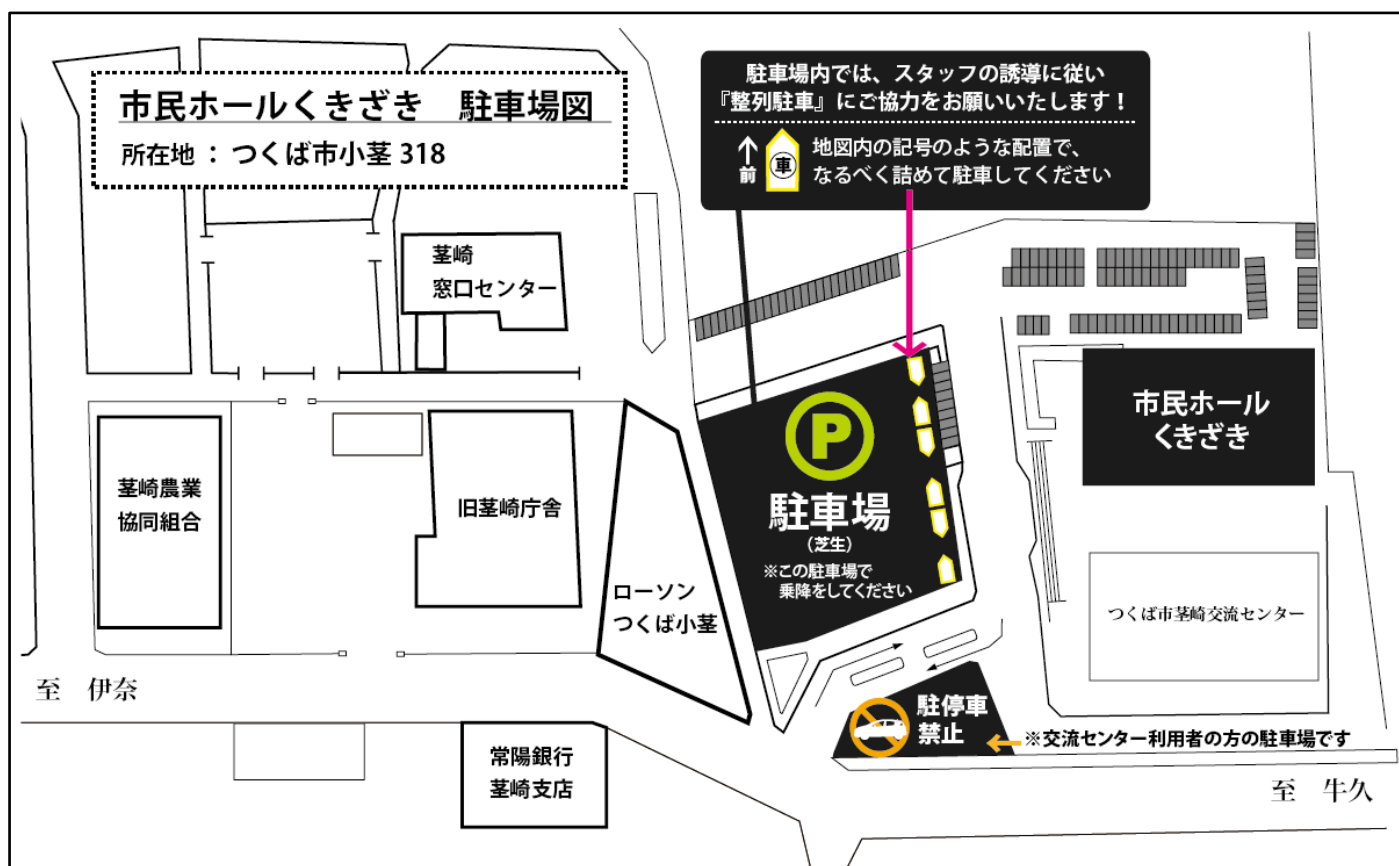 市民ホールくきざき　駐車場図
所在地 ： つくば市小茎 318
駐車場内では、スタッフの誘導に従い
『整列駐車』にご協力をお願いいたします！
↑
前
車
地図内の記号のような配置で、
なるべく詰めて駐車してください
茎崎
窓口センター
市民ホール
くきざき
P
駐車場
（芝生）
※この駐車場で
乗降をしてください
茎崎農業
協同組合
旧茎崎庁舎
ローソン
つくば小茎
つくば市茎崎交流センター
至　伊奈
駐停車
禁止
※交流センター利用者の方の駐車場です
常陽銀行
茎崎支店
至　牛久